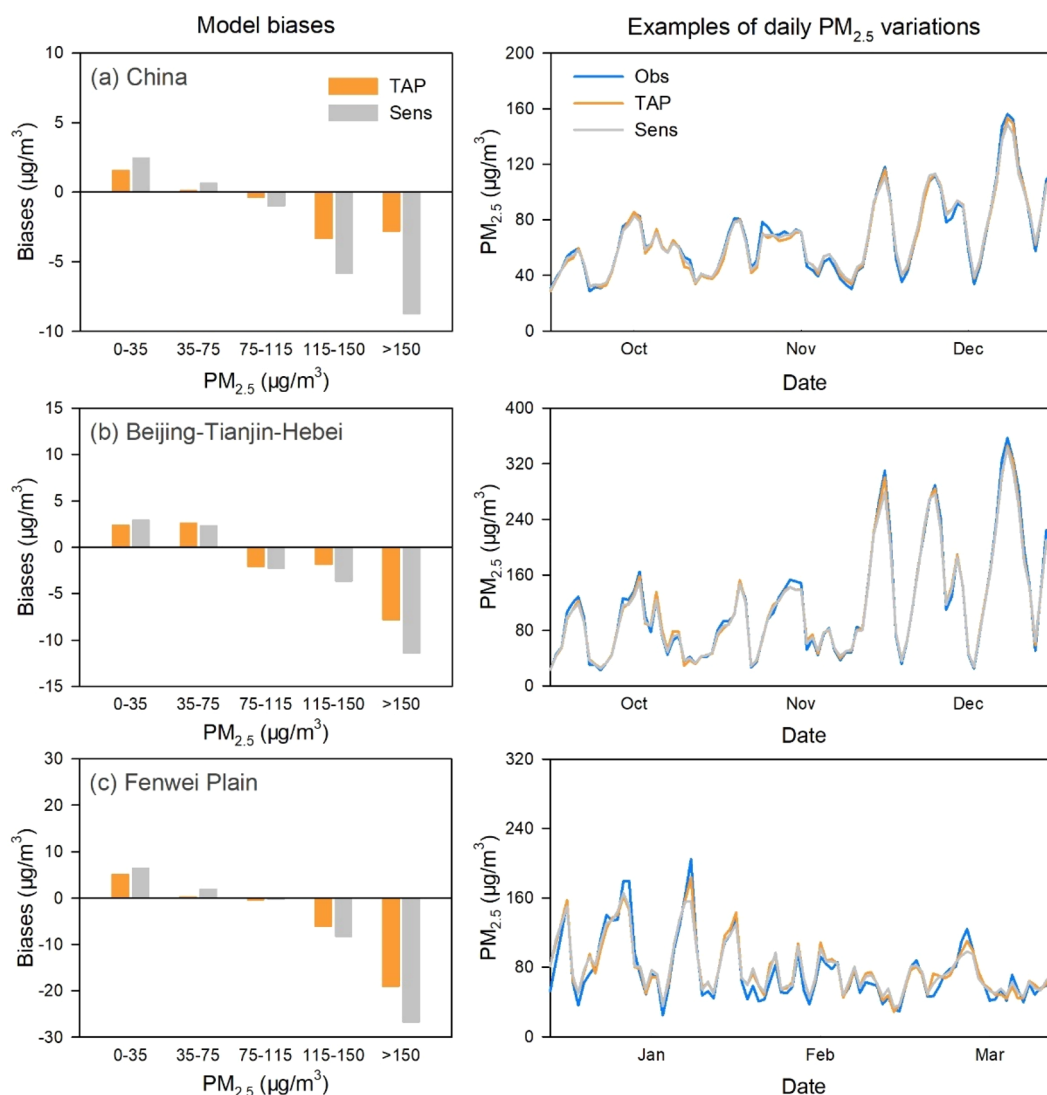 Model biases
Examples of daily PM2.5 variations
(a) China
TAP
Sens
Biases (µg/m3)
10
5
0
-5
-10
0-35 35-75 75-115 115-150 >150
PM2.5 (µg/m3)
Obs
TAP
Sens
PM2.5 (µg/m3)
200
160
120
80
40
0
Oct Nov Dec
Date
(b) Beijing-Tianjin-Hebei
Biases (µg/m3)
15
10
5
0
-5
-10
-15
0-35 35-75 75-115 115-150 >150
PM2.5 (µg/m3)
PM2.5 (µg/m3)
400
320
240
160
80
0
Oct Nov Dec
Date
(c) Fenwei Plain
Biases (µg/m3)
30
20
10
0
-10
-20
-30
0-35 35-75 75-115 115-150 >150
PM2.5 (µg/m3)
PM2.5 (µg/m3)
320
240
160
80
0
Jan Feb Mar
Date